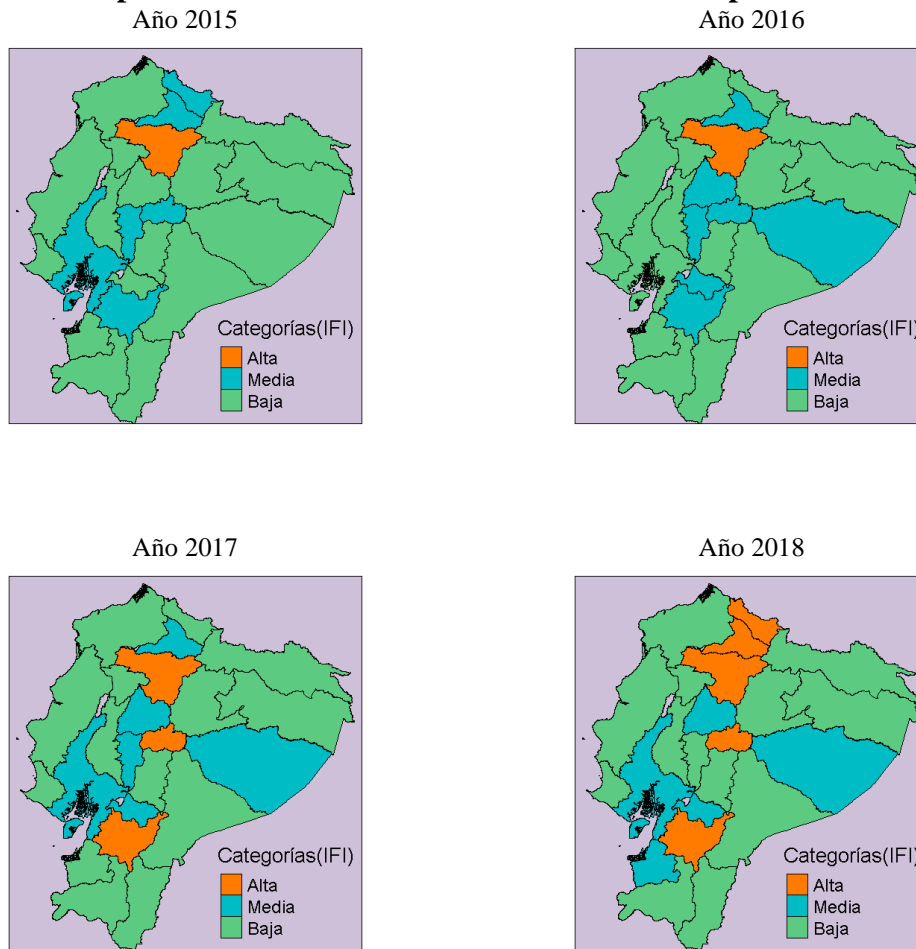 Año 2015
Año 2016
Categorías(IFI)
Alta
Media
Baja
Categorías(IFI)
Alta
Media
Baja
Año 2017
Año 2018
Categorías(IFI)
Alta
Media
Baja
Categorías(IFI)
Alta
Media
Baja